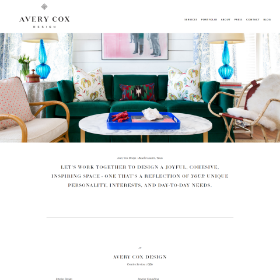 AVERY COX
DESIGN
SERVICES PORTFOLIO ABOUT PRESS CONTACT BLOG
LET'S WORK TOGETHER TO DESIGN A JOYFUL, COHESIVE,
INSPIRING SPACE - ONE THAT'S A REFLECTION OF YOUR UNIQUE
PERSONALITY, INTERESTS, AND DAY-TO-DAY NEEDS.
AVERY COX DESIGN